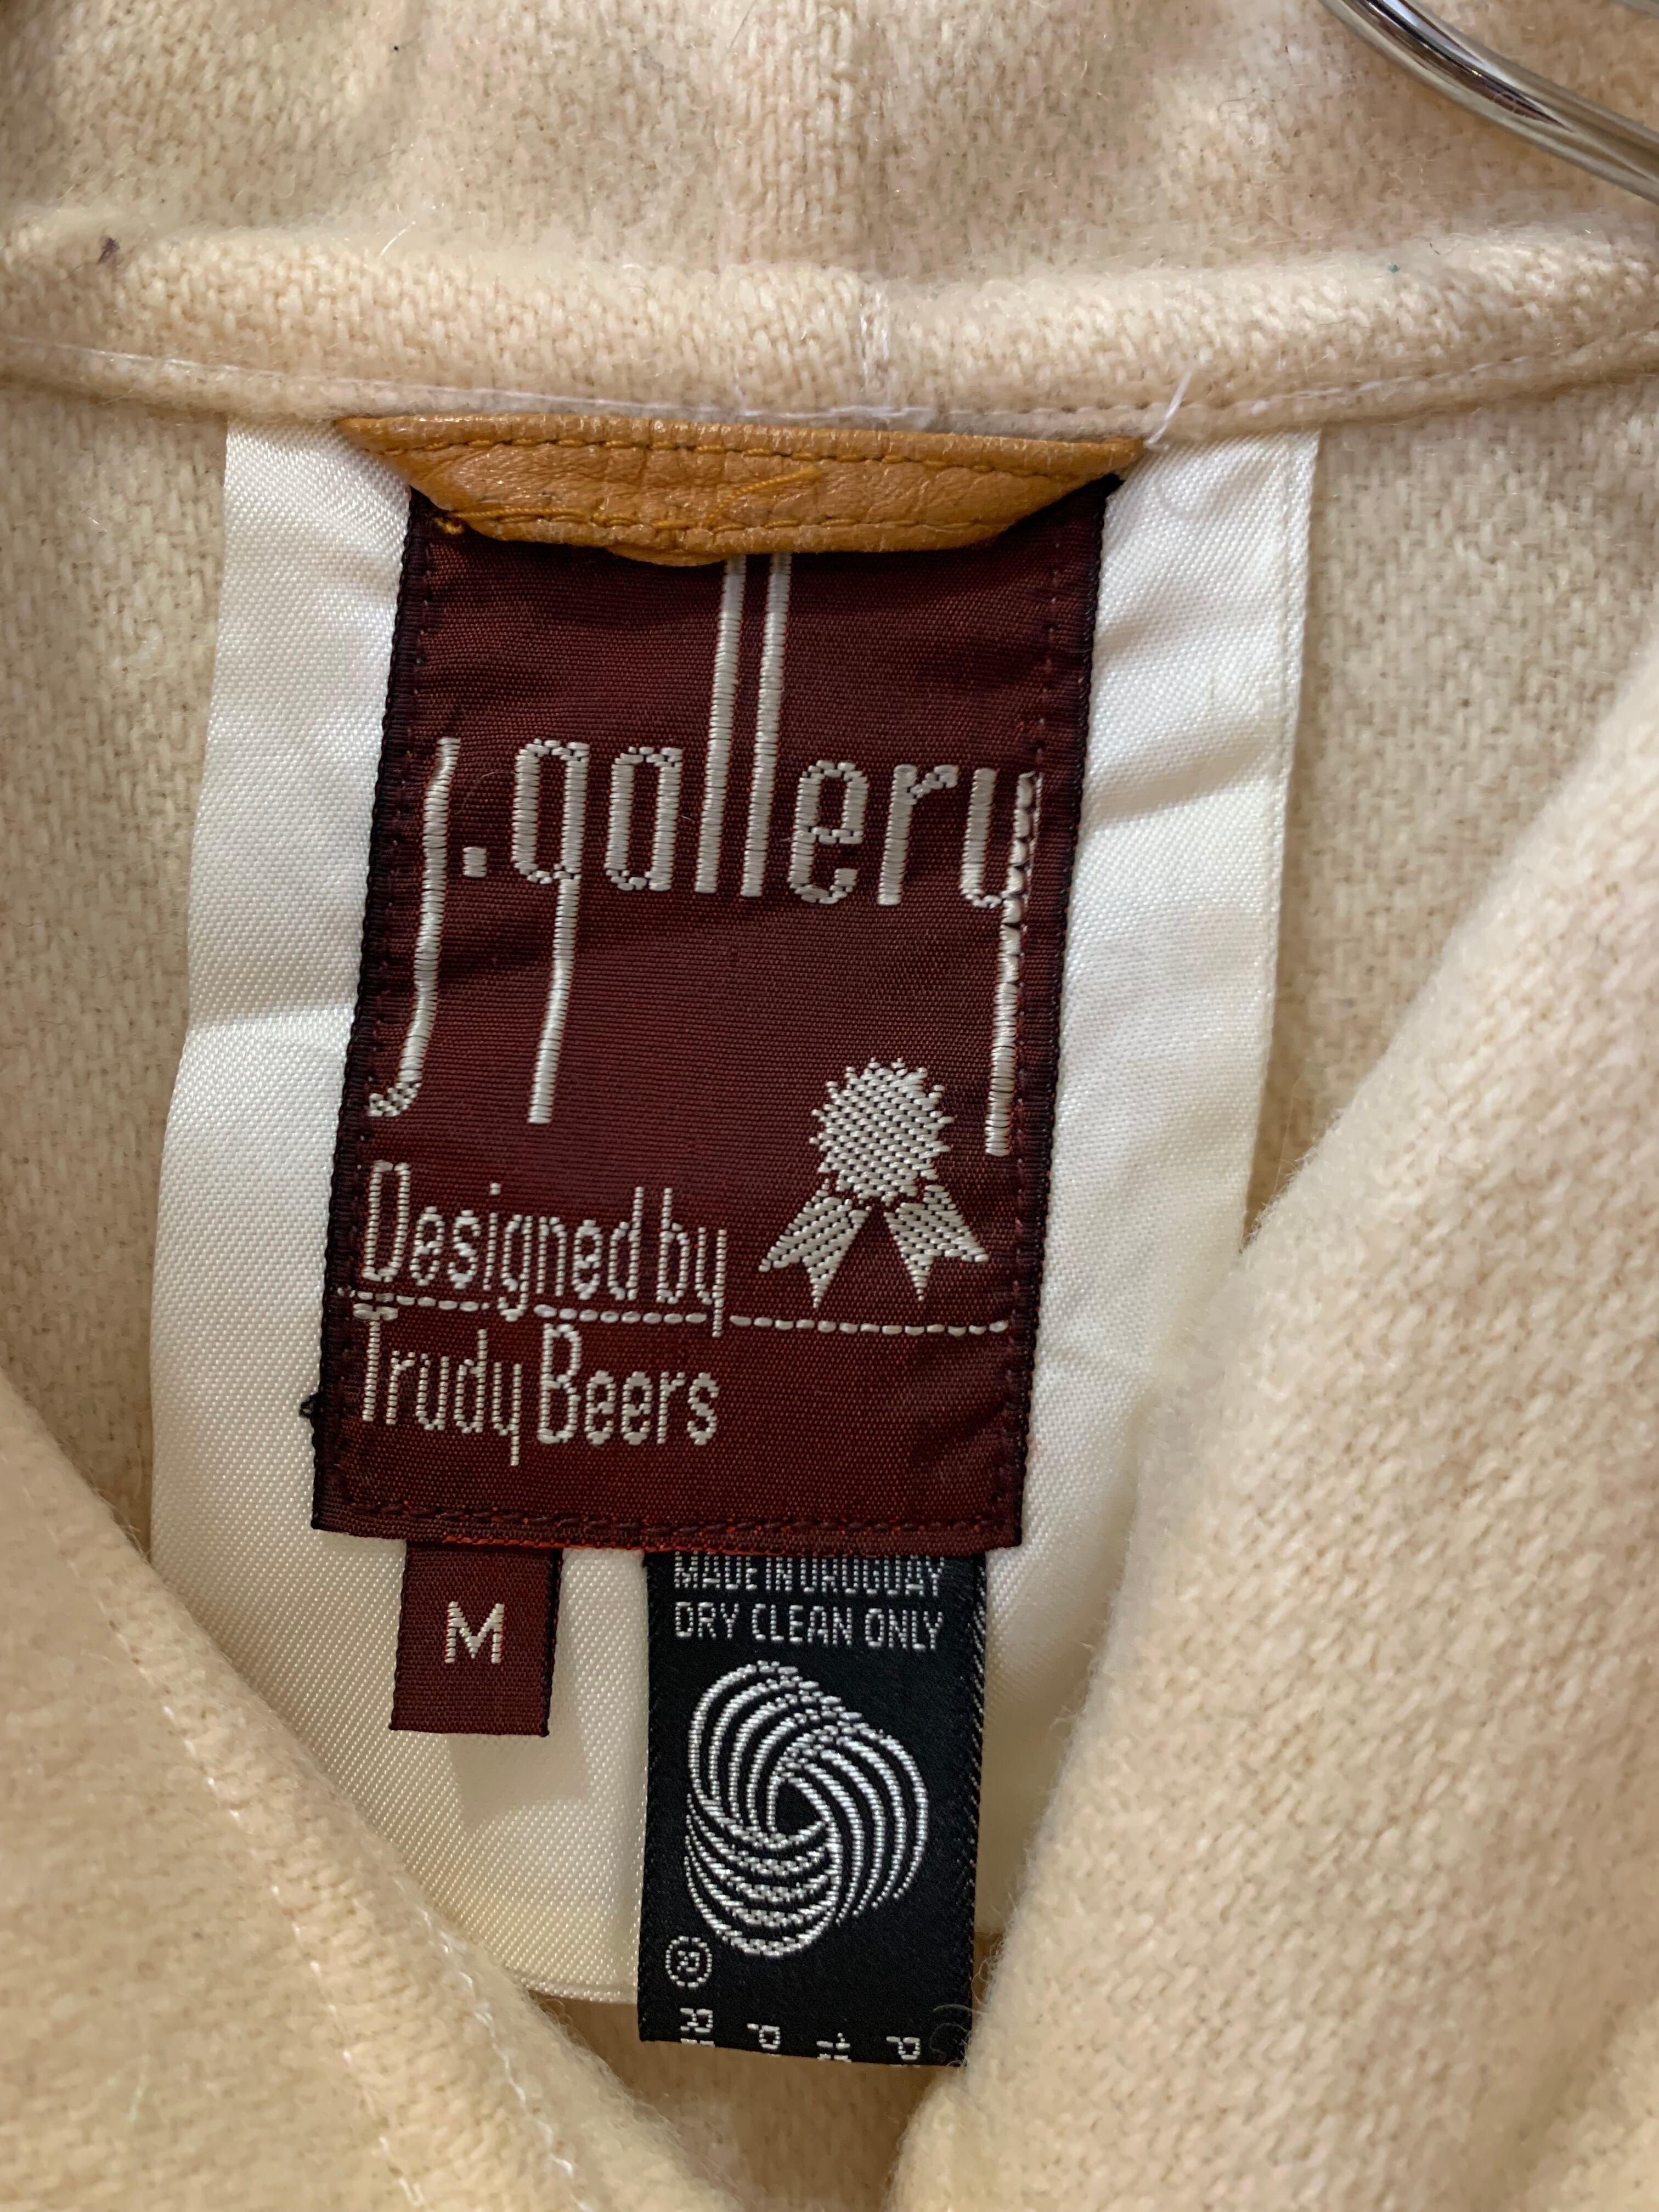 j.gallery
Designed by
Trudy Beers
M
MADE IN URUGUAY
DRY CLEAN ONLY
®